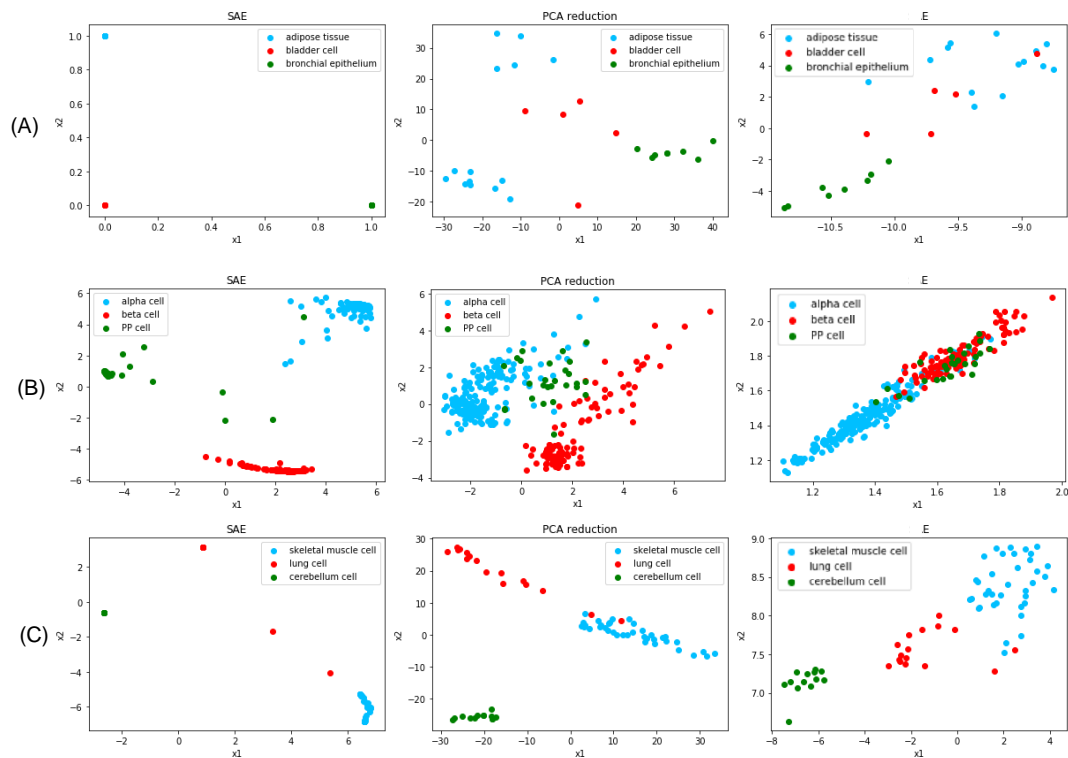 SAE
1.0
0.8
0.6
0.4
0.2
0.0
0.0 0.2 0.4 0.6 0.8 1.0
x1
x2
adipose tissue
bladder cell
bronchial epithelium
(A)
PCA reduction
30
20
10
0
−10
−20
−30 −20 −10 0 10 20 30 40
x1
x2
adipose tissue
bladder cell
bronchial epithelium
.E
6
4
2
0
−2
−4
−10.5 −10.0 −9.5 −9.0
x1
x2
adipose tissue
bladder cell
bronchial epithelium
SAE
6
4
2
0
−2
−4
−6
−4 −2 0 2 4 6
x1
x2
alpha cell
beta cell
PP cell
(B)
PCA reduction
6
4
2
0
−2
−4
−2 0 2 4 6
x1
x2
alpha cell
beta cell
PP cell
.E
2.0
1.8
1.6
1.4
1.2
1.2 1.4 1.6 1.8 2.0
x1
x2
alpha cell
beta cell
PP cell
SAE
2
0
−2
−4
−6
−2 0 2 4 6
x1
x2
skeletal muscle cell
lung cell
cerebellum cell
(C)
PCA reduction
30
20
10
0
−10
−20
−30 −20 −10 0 10 20 30
x1
x2
skeletal muscle cell
lung cell
cerebellum cell
.E
9.0
8.5
8.0
7.5
7.0
−8 −6 −4 −2 0 2 4
x1
x2
skeletal muscle cell
lung cell
cerebellum cell